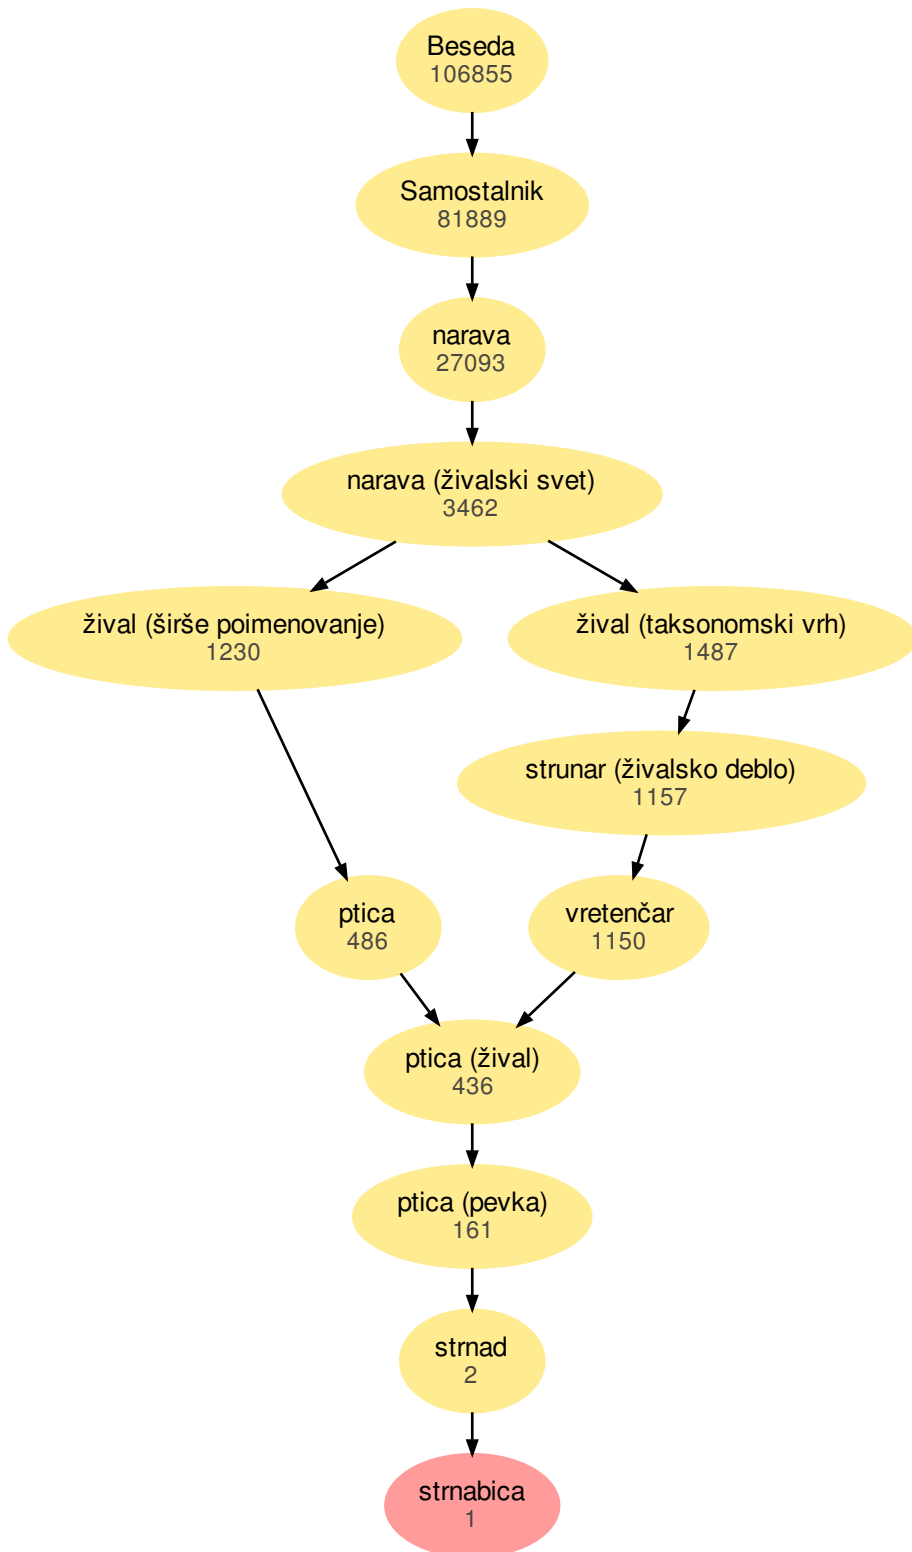 Beseda
106855
Samostalnik
81889
narava
27093
narava (živalski svet)
3462
žival (širše poimenovanje)
1230
žival (taksonomski vrh)
1487
strunar (živalsko deblo)
1157
ptica
486
vretenčar
1150
ptica (žival)
436
ptica (pevka)
161
strnad
2
strnabica
1